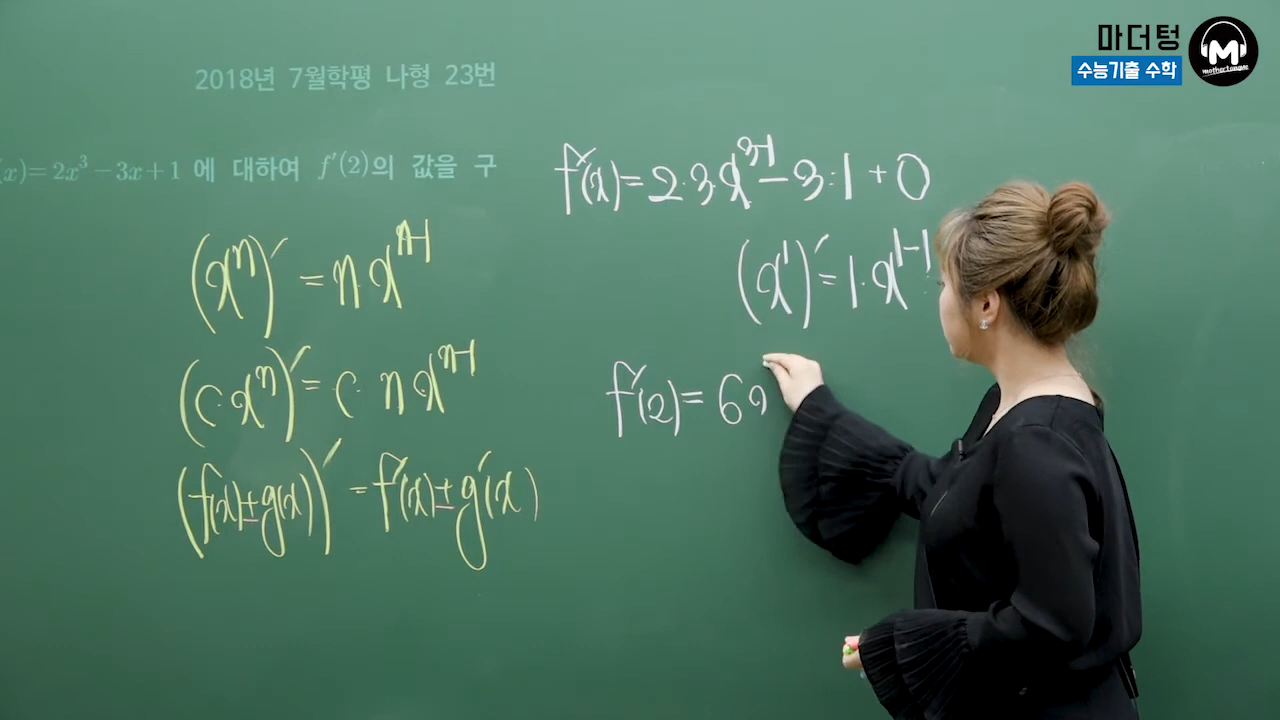 마더텅
수능기출 수학
M
mothertongue
2018년 7월학평 나형 23번
(x)=2x³-3x+1 에 대하여 f'(2)의 값을 구
(xⁿ)' = n·xⁿ⁻¹
(c·xⁿ)' = c·nxⁿ⁻¹
(f(x)±g(x))' = f'(x)±g'(x)
f'(x)=2·3x³⁻¹-3·1+0
(x¹)'=1·x¹⁻¹
f'(2)=6